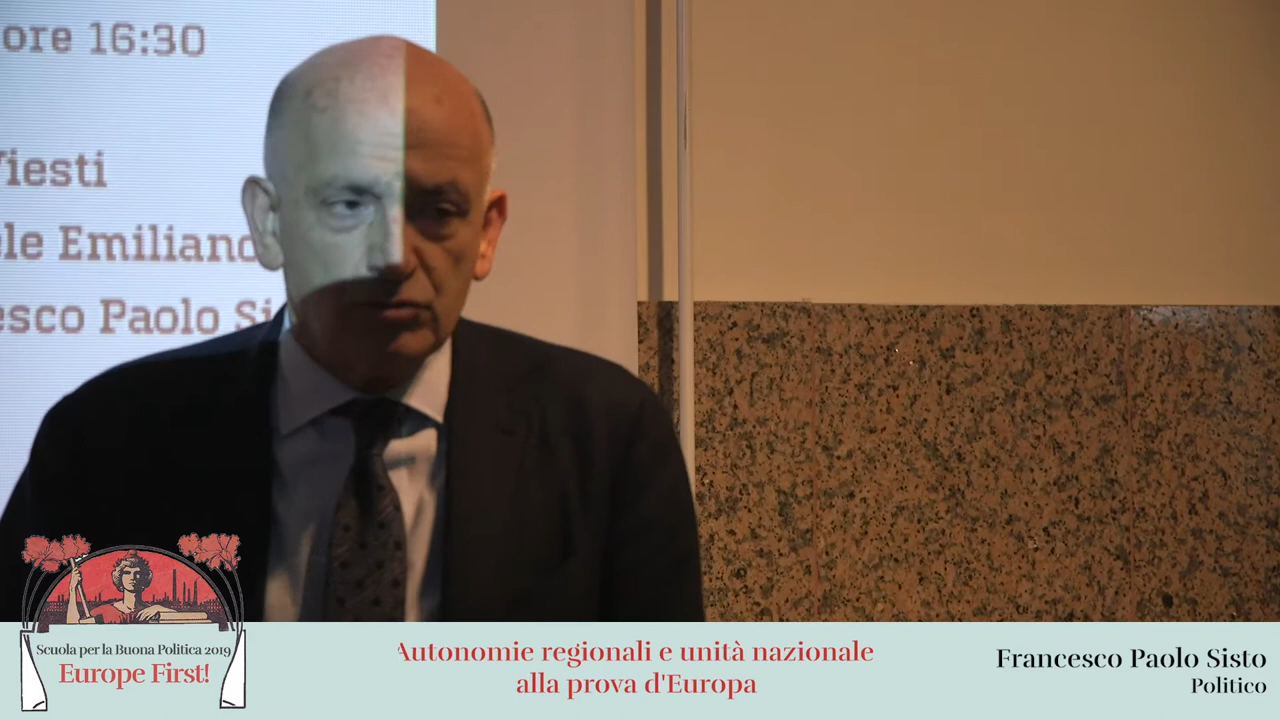 ore 16:30
Viesti
le Emiliano
esco Paolo Si
Scuola per la Buona Politica 2019
Europe First!
Autonomie regionali e unità nazionale
alla prova d'Europa
Francesco Paolo Sisto
Politico